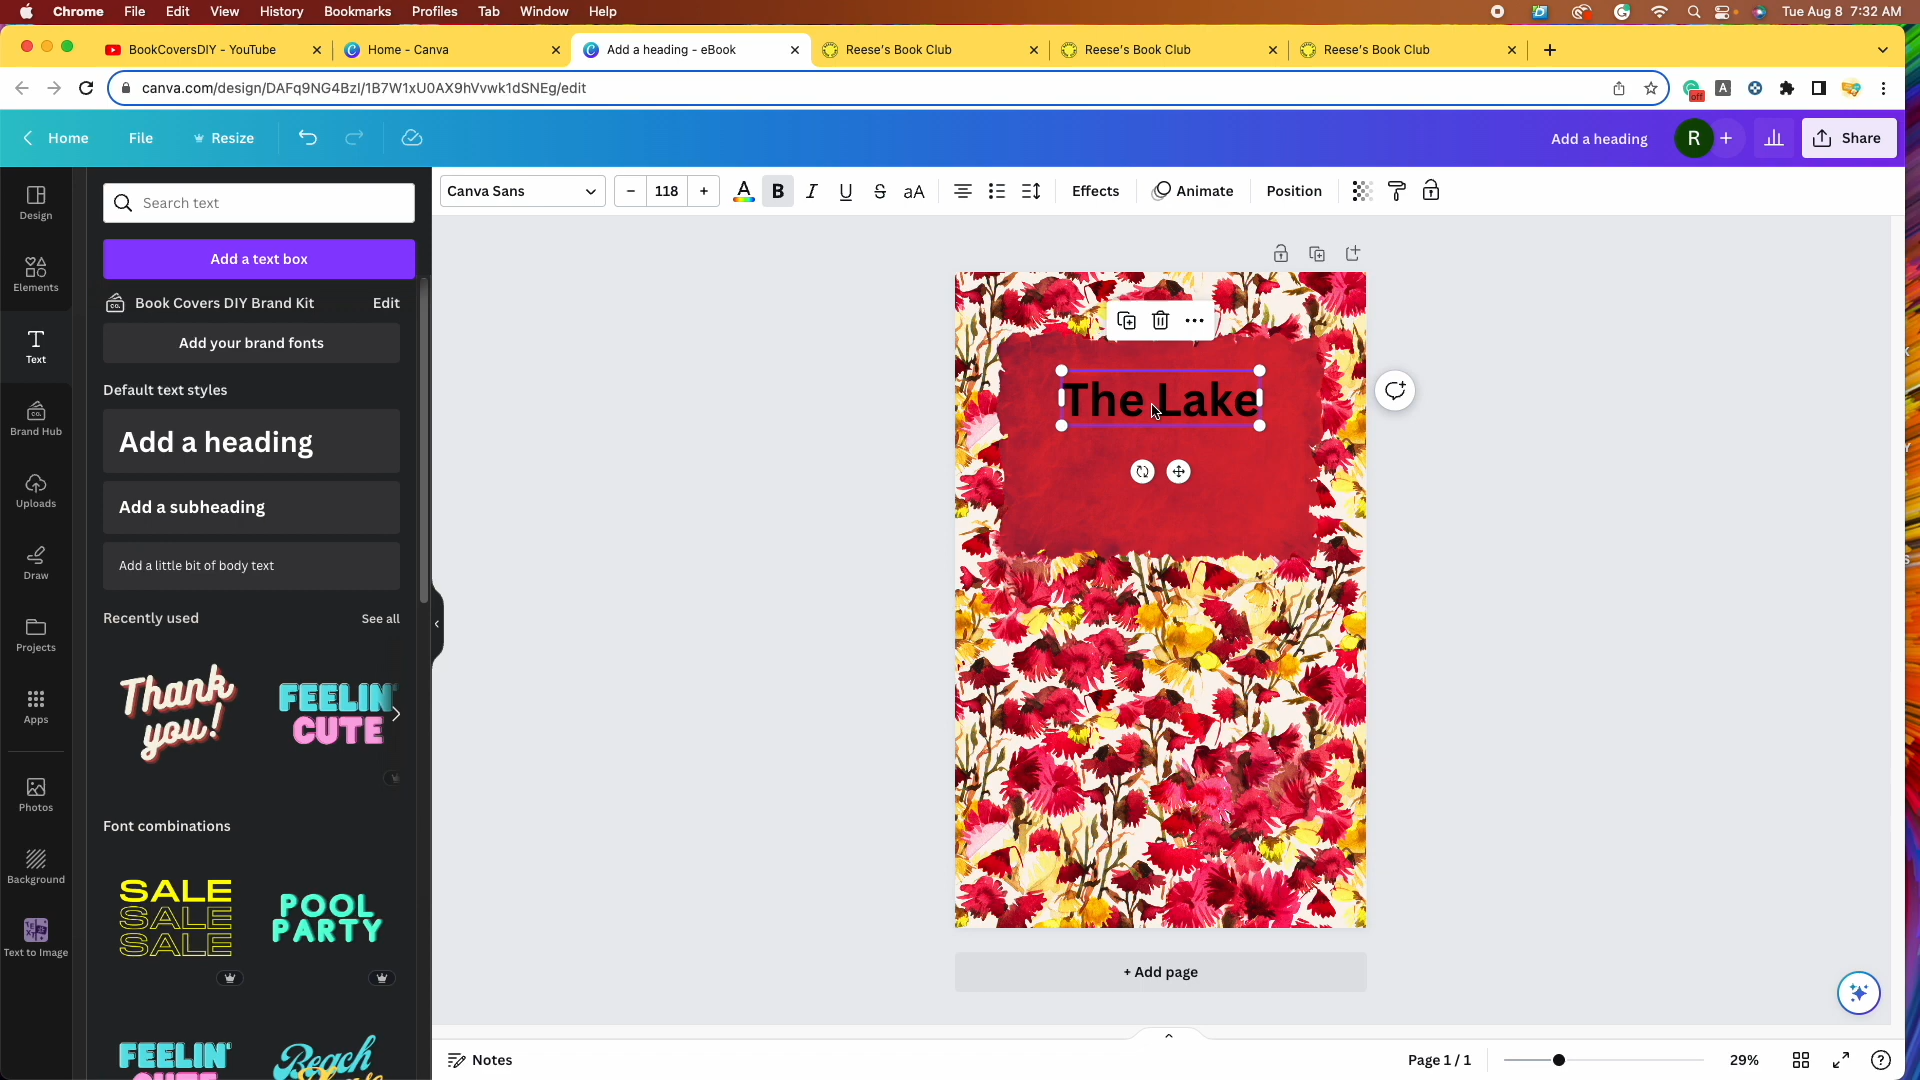 Chrome File Edit View History Bookmarks Profiles Tab Window Help Tue Aug 8 7:32 AM
BookCoversDIY - YouTube Home - Canva Add a heading - eBook Reese's Book Club Reese's Book Club Reese's Book Club
canva.com/design/DAFq9NG4BzI/1B7W1xU0AX9hVvwk1dSNEg/edit
Home File Resize Add a heading R + Share
Search text
Canva Sans - 118 + A B I U S aA Effects Animate Position
Add a text box
Book Covers DIY Brand Kit Edit
Add your brand fonts
Default text styles
Add a heading
Add a subheading
Add a little bit of body text
Recently used See all
Thank you!
FEELIN' CUTE
Font combinations
SALE
SALE
SALE
POOL
PARTY
FEELIN'
Beach
Design
Elements
Text
Brand Hub
Uploads
Draw
Projects
Apps
Photos
Background
Text to Image
The Lake
+ Add page
Notes Page 1 / 1 29%